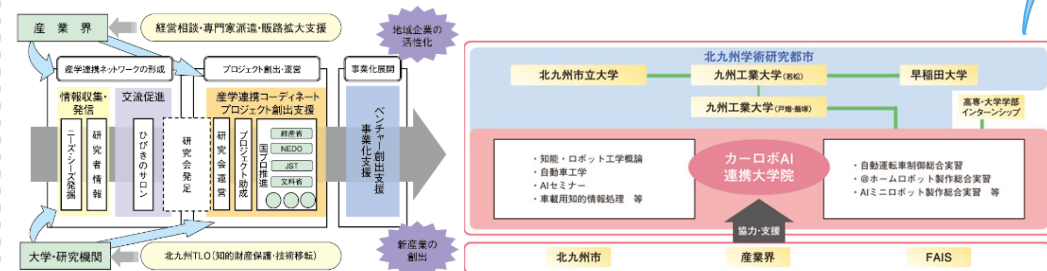 産業界
経営相談・専門家派遣・販路拡大支援
地域企業の
活性化
産学連携ネットワークの形成
プロジェクト創出・運営
事業化展開
情報収集・
発信
交流促進
産学連携コーディネート
プロジェクト創出支援
ニーズ・シーズ発掘
研究者情報
ひびきのサロン
研究会発足
研究会運営
プロジェクト助成
国プロ推進
経産省
NEDO
JST
文科省
ベンチャー創出支援
事業化支援
大学・研究機関
北九州TLO(知的財産保護・技術移転)
新産業の
創出
北九州学術研究都市
北九州市立大学
九州工業大学(若松)
早稲田大学
九州工業大学(戸畑・飯塚)
高専・大学学部
インターンシップ
・知能・ロボット工学概論
・自動車工学
・AIセミナー
・車載用知的情報処理 等
カーロボAI
連携大学院
・自動運転車制御総合実習
・@ホームロボット製作総合実習
・AIミニロボット製作総合実習 等
協力・支援
北九州市
産業界
FAIS